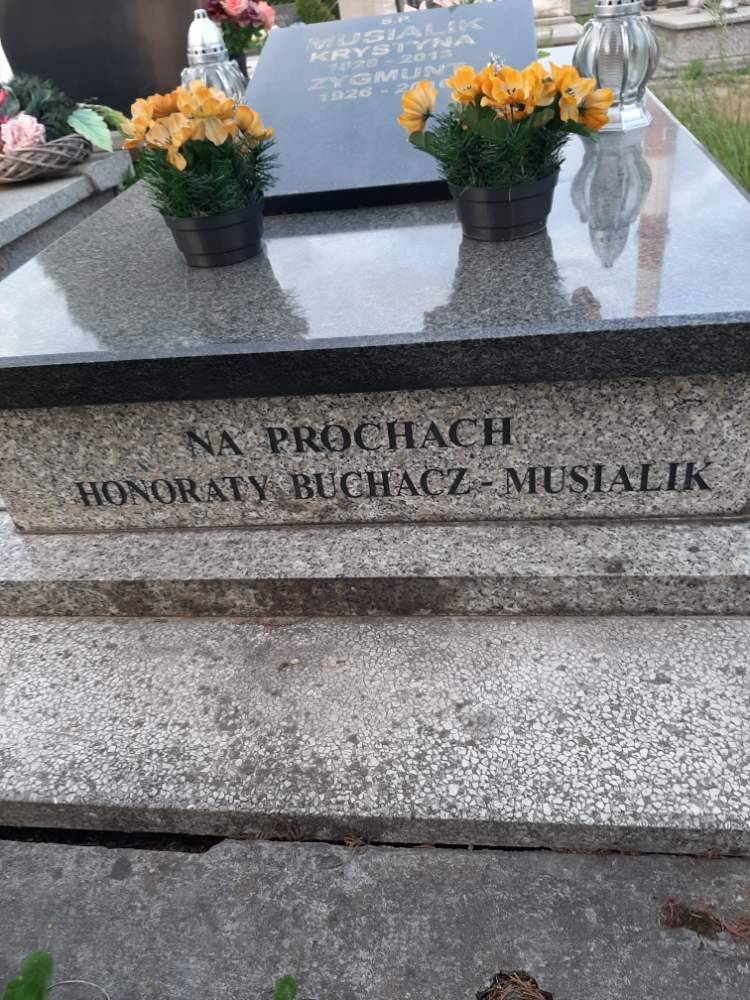 Ś.P.
MUSIALIK
KRYSTYNA
ZYGMUNT
NA PROCHACH
HONORATY BUCHACZ - MUSIALIK